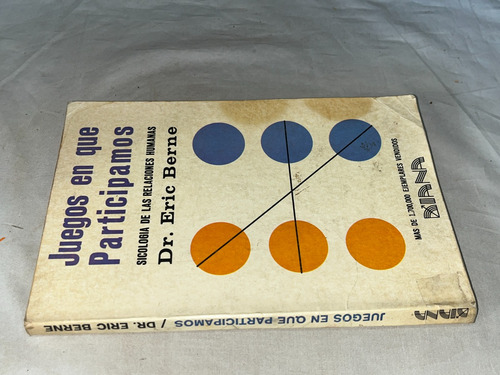 Juegos en que
Participamos
SICOLOGIA DE LAS RELACIONES HUMANAS
Dr. Eric Berne
MAS DE 1,700,000 EJEMPLARES VENDIDOS
DIANA
JUEGOS EN QUE PARTICIPAMOS / DR. ERIC BERNE
DIANA